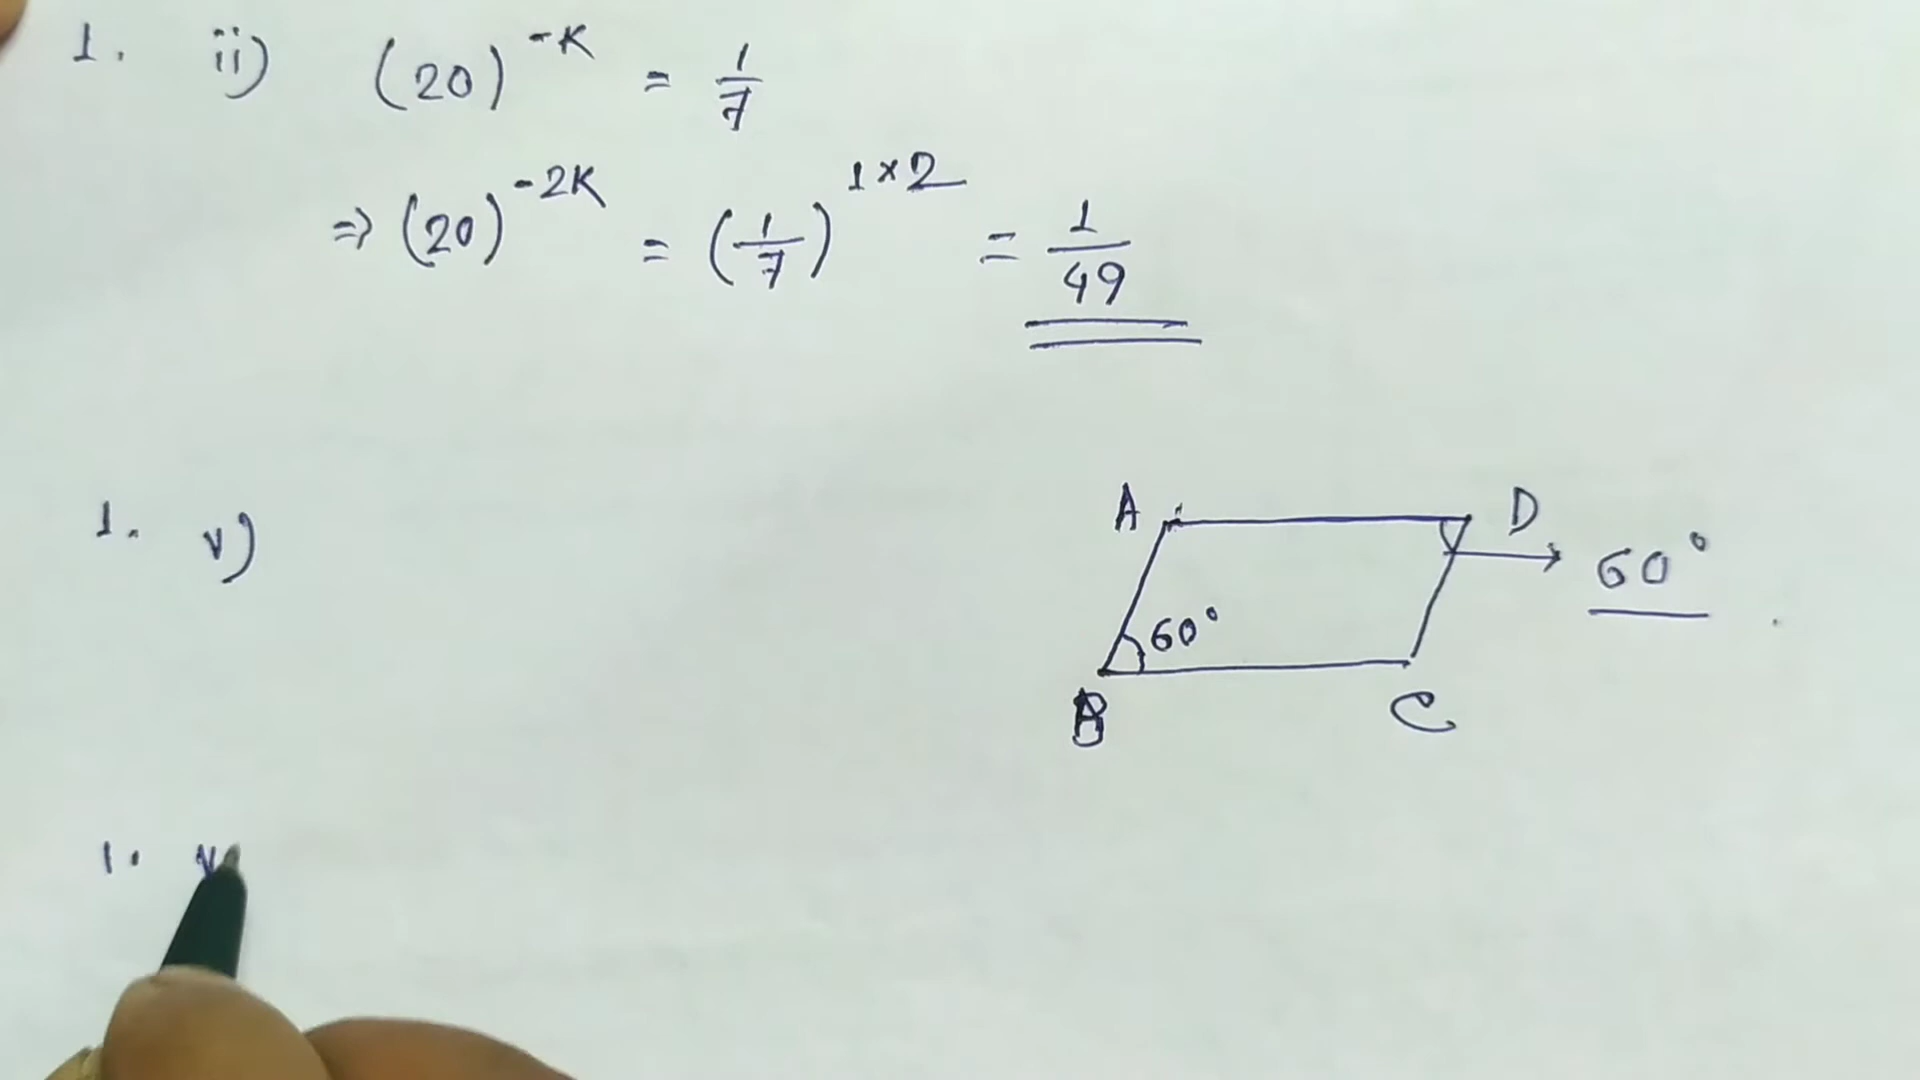 1. ii) (20)^-K = 1/7
⇒ (20)^-2K = (1/7)^1×2 = 1/49
1. v)
A D
60°
60°
B C
1. v